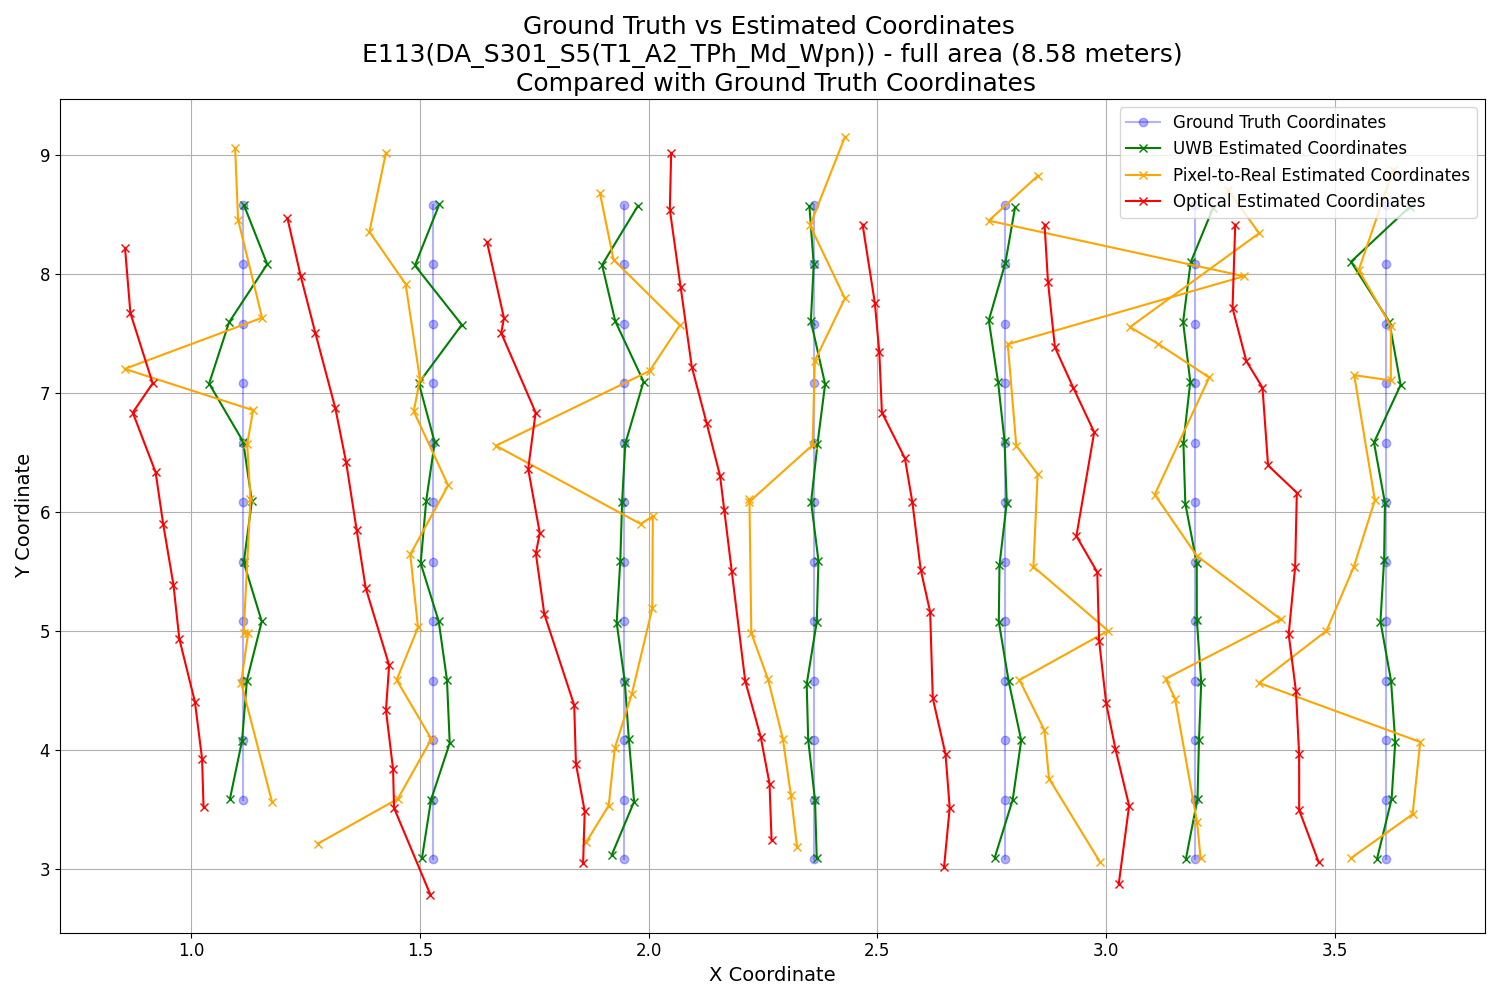 Ground Truth vs Estimated Coordinates
E113(DA_S301_S5(T1_A2_TPh_Md_Wpn)) - full area (8.58 meters)
Compared with Ground Truth Coordinates
Ground Truth Coordinates
UWB Estimated Coordinates
Pixel-to-Real Estimated Coordinates
Optical Estimated Coordinates
Y Coordinate
9
8
7
6
5
4
3
1.0
1.5
2.0
2.5
3.0
3.5
X Coordinate